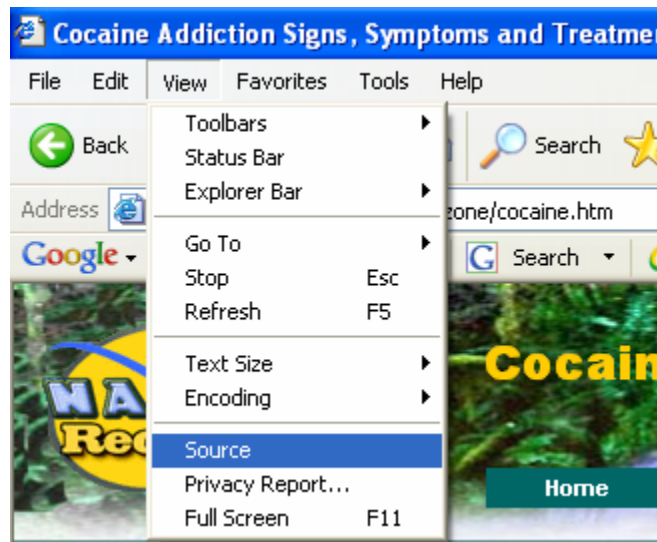 Cocaine Addiction Signs, Symptoms and Treatme
File Edit View Favorites Tools Help
Back Search
Toolbars
Status Bar
Explorer Bar
Address zone/cocaine.htm
Google Search
Go To
Stop Esc
Refresh F5
Text Size
Encoding
Source
Privacy Report...
Full Screen F11
NA
Rec
Cocain
Home